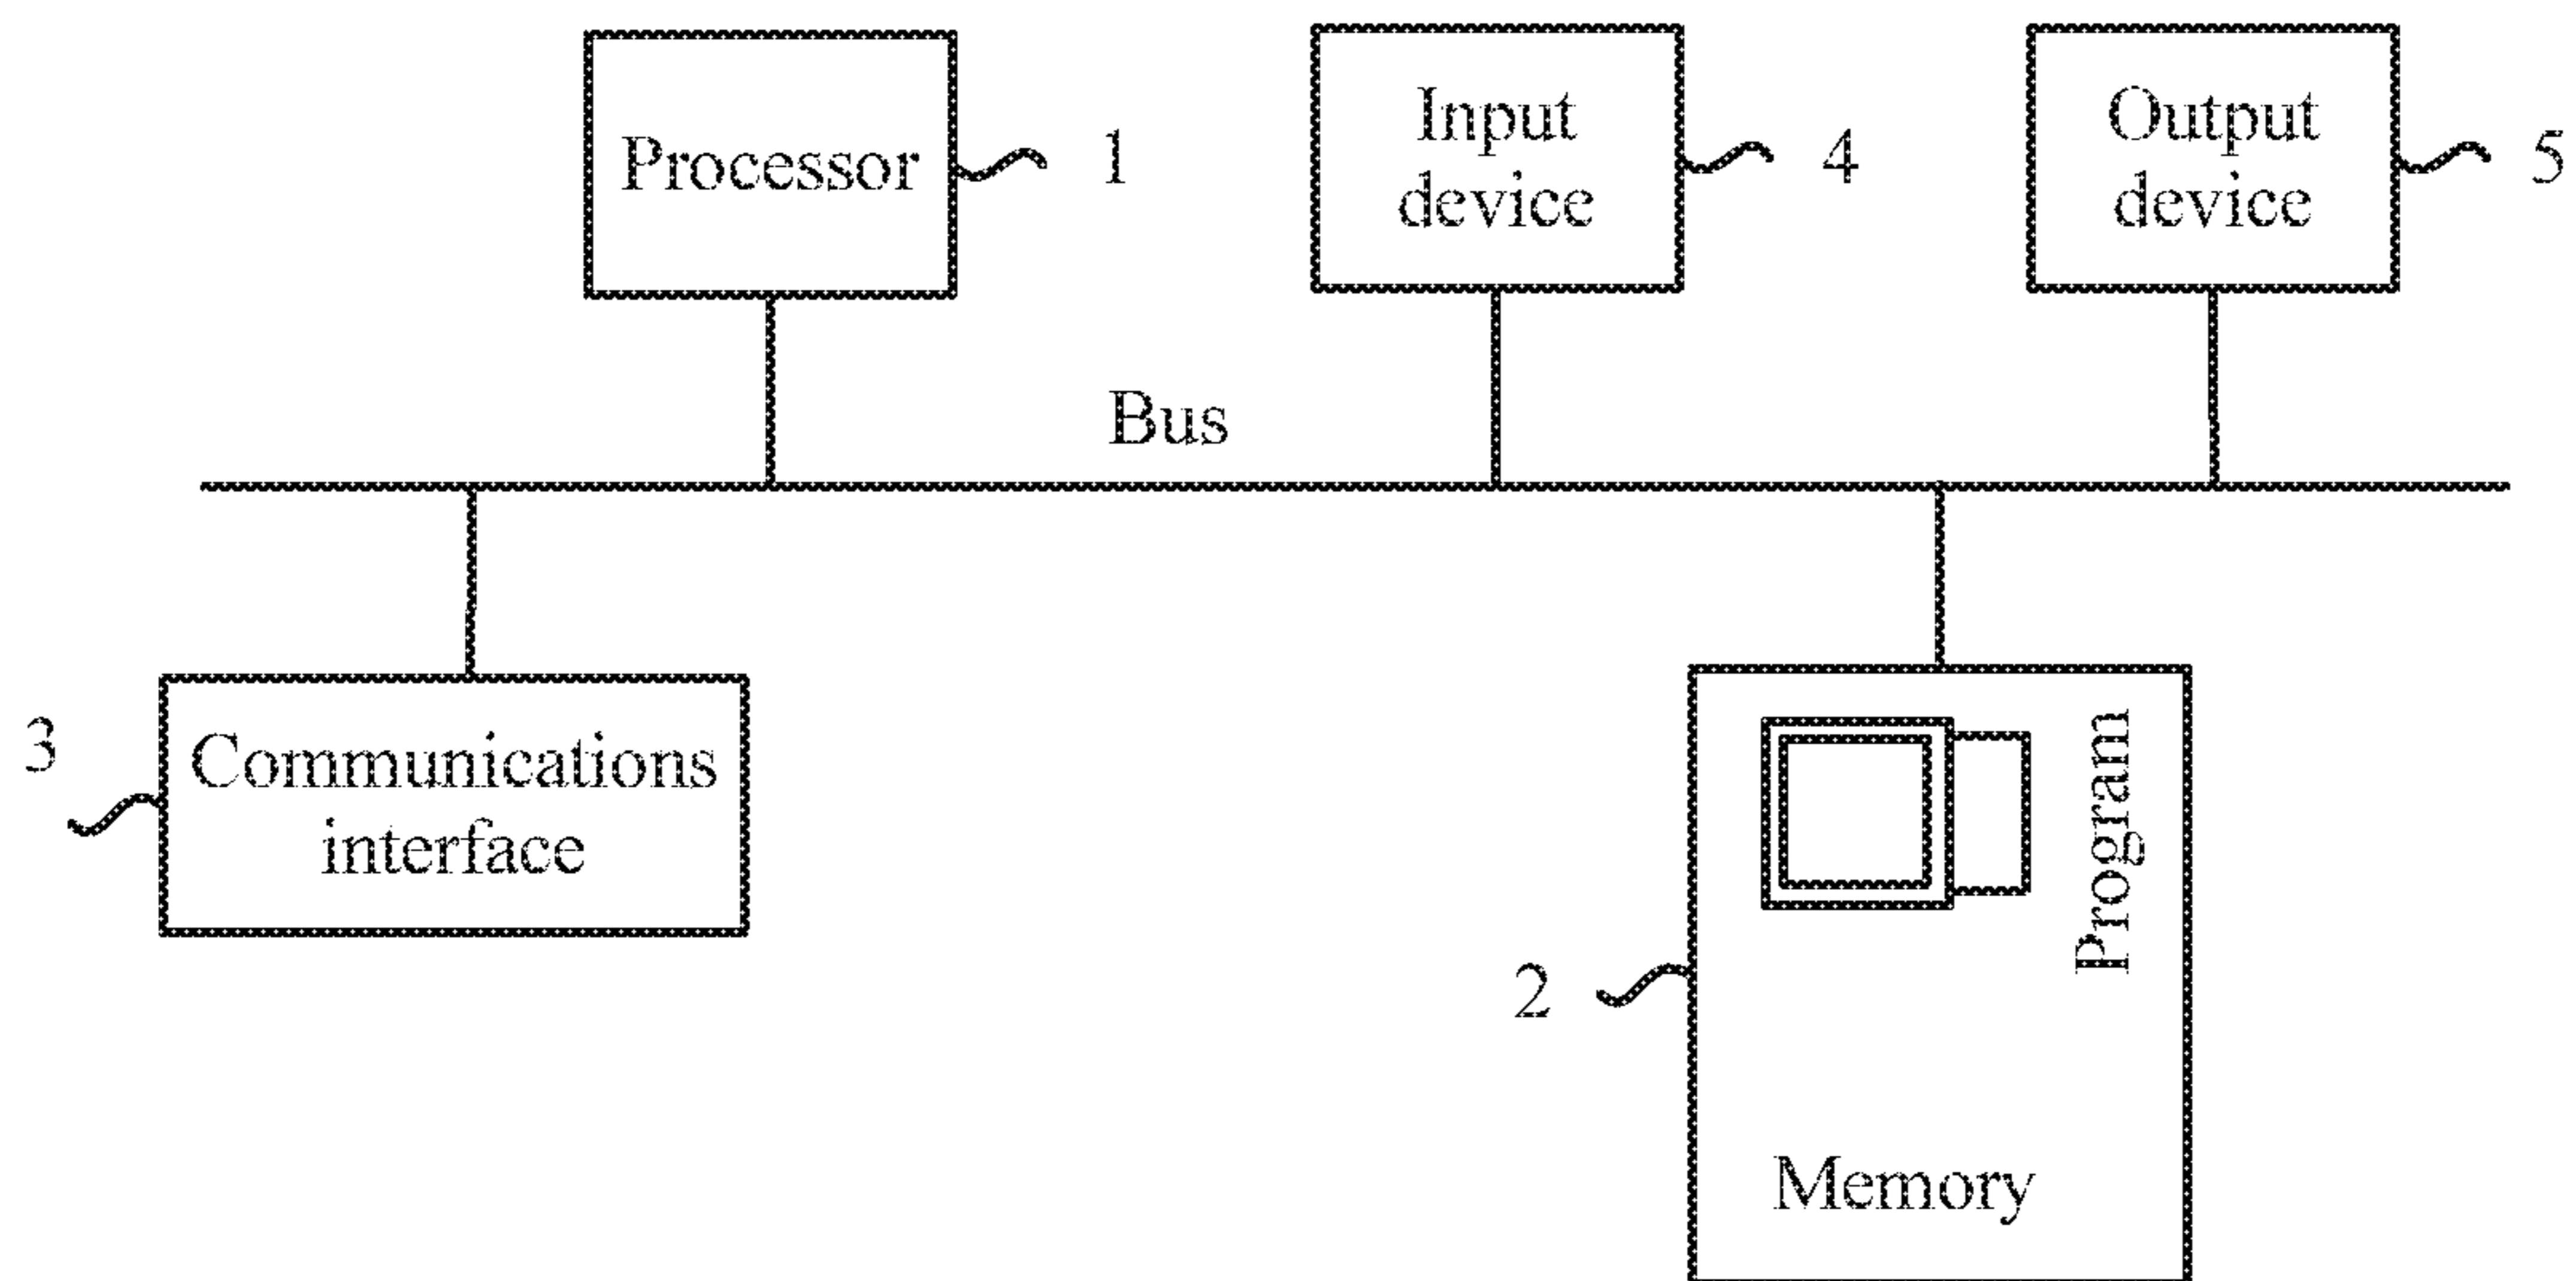 Processor
1
Input
device
4
Output
device
5
Bus
3
Communications
interface
Program
2
Memory